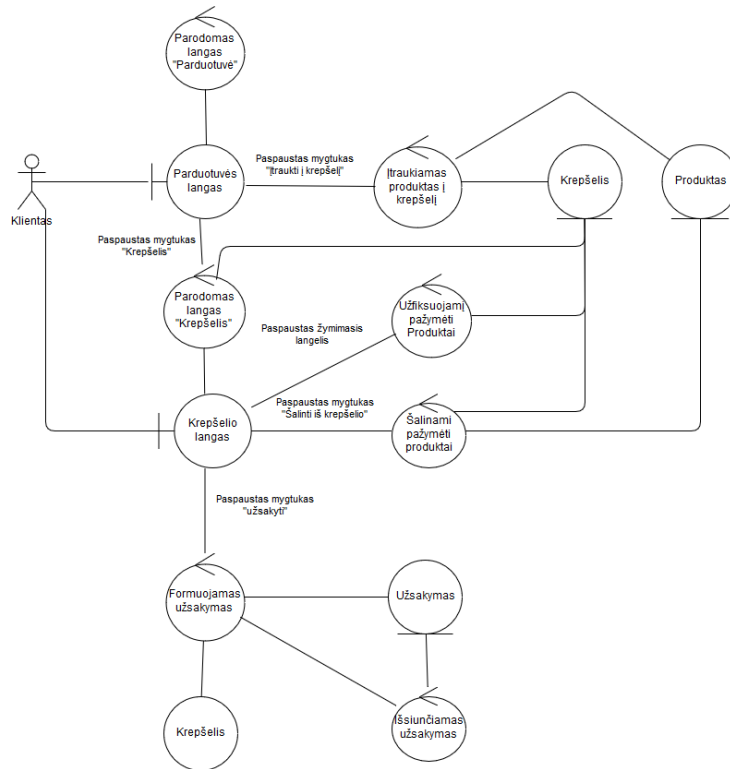 Parodomas
langas
"Parduotuvė"
Klientas
Parduotuvės
langas
Paspaustas mygtukas
"Įtraukti į krepšelį"
Įtraukiamas
produktas į
krepšelį
Krepšelis
Produktas
Paspaustas mygtukas
"Krepšelis"
Parodomas
langas
"Krepšelis"
Užfiksuojamį
pažymėti
Produktai
Paspaustas žymimasis
langelis
Krepšelio
langas
Paspaustas mygtukas
"Šalinti iš krepšelio"
Šalinami
pažymėti
produktai
Paspaustas mygtukas
"užsakyti"
Formuojamas
užsakymas
Užsakymas
Krepšelis
Išsiunčiamas
užsakymas